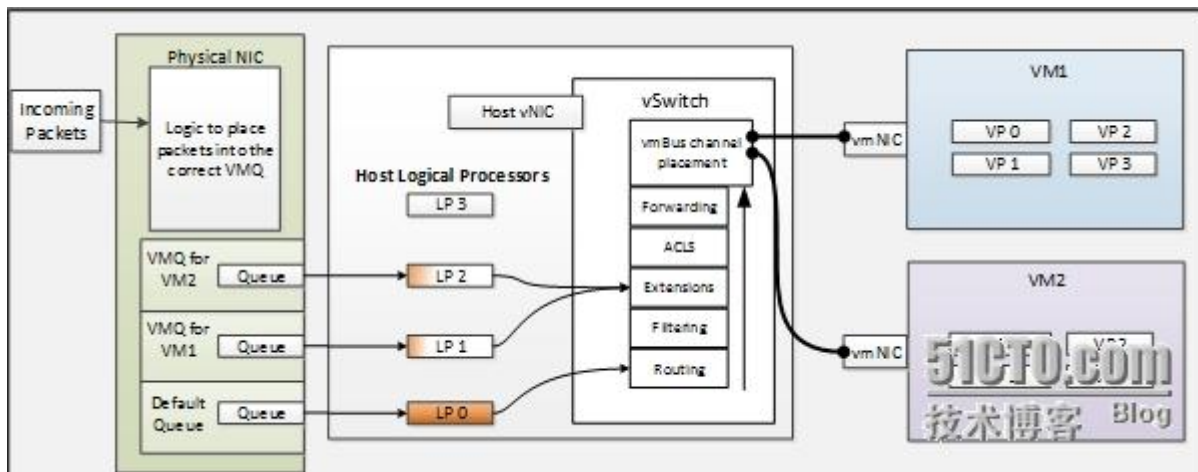 Incoming
Packets
Physical NIC
Logic to place
packets into the
correct VMQ
VMQ for
VM2
Queue
VMQ for
VM1
Queue
Default
Queue
Queue
Host Logical Processors
LP 3
LP 2
LP 1
LP 0
Host vNIC
vSwitch
vmBus channel
placement
Forwarding
ACLS
Extensions
Filtering
Routing
vm NIC
VM1
VP 0
VP 2
VP 1
VP 3
vm NIC
VM2
VP 2
51CTO.com
技术博客 Blog